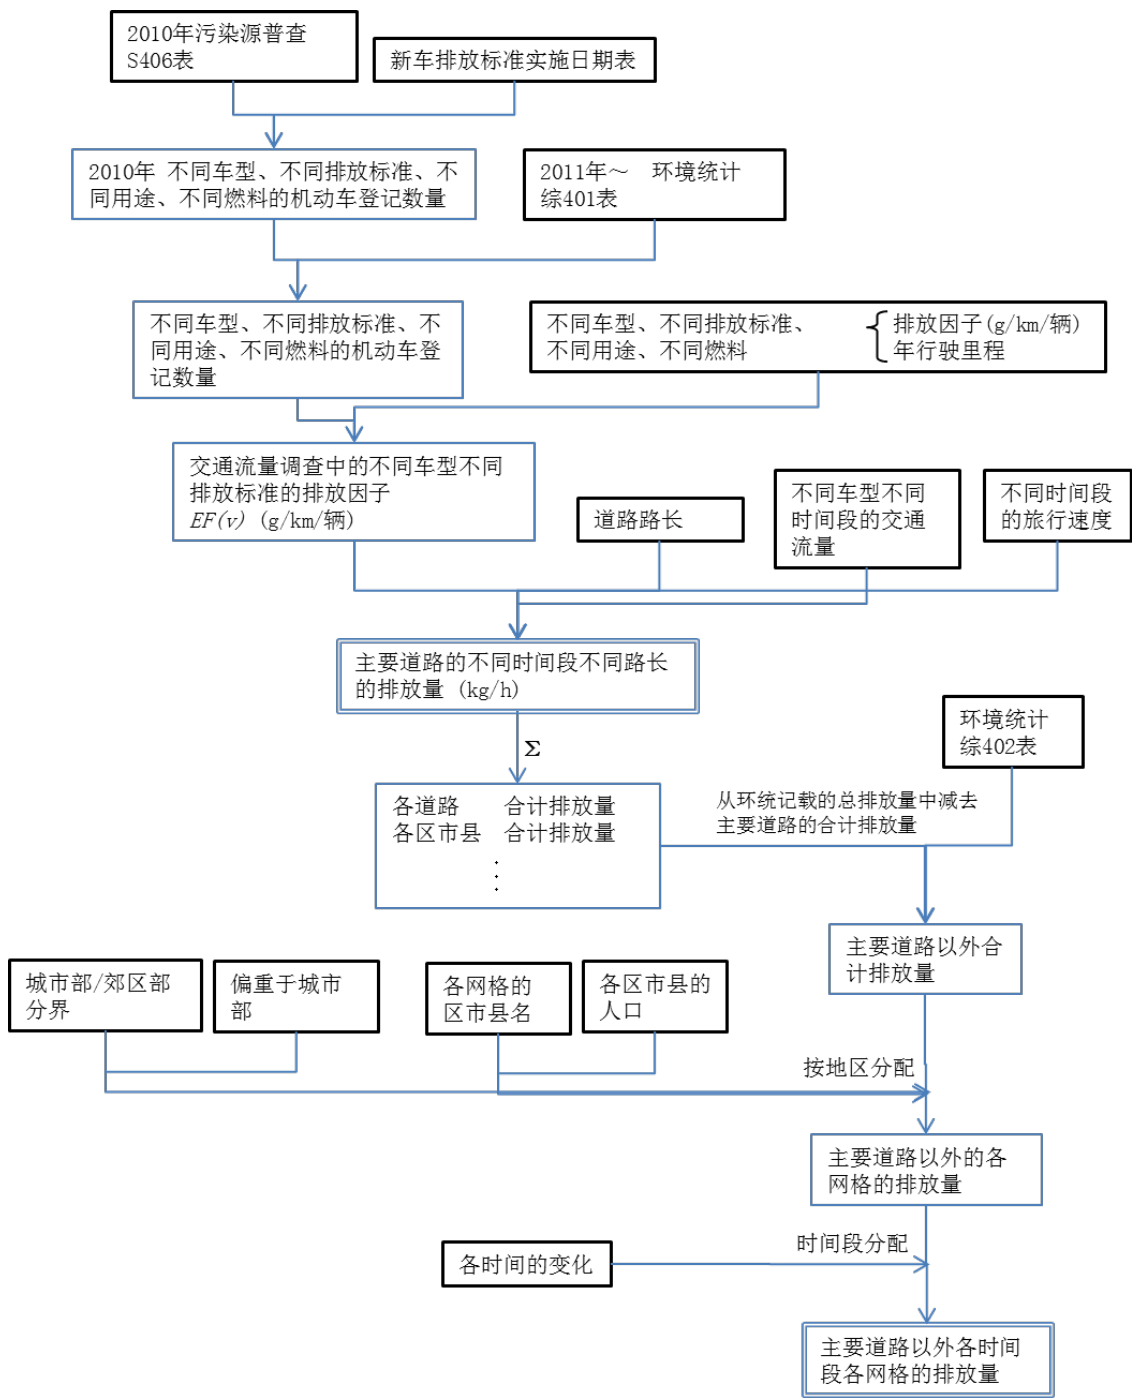 2010年污染源普查
S406表
新车排放标准实施日期表
2010年 不同车型、不同排放标准、不
同用途、不同燃料的机动车登记数量
2011年～ 环境统计
综401表
不同车型、不同排放标准、不
同用途、不同燃料的机动车登
记数量
不同车型、不同排放标准、
不同用途、不同燃料
排放因子(g/km/辆)
年行驶里程
交通流量调查中的不同车型不同
排放标准的排放因子
EF(v) (g/km/辆)
道路路长
不同车型不同
时间段的交通
流量
不同时间段
的旅行速度
主要道路的不同时间段不同路长
的排放量 (kg/h)
Σ
环境统计
综402表
各道路 合计排放量
各区市县 合计排放量
⋮
从环统记载的总排放量中减去
主要道路的合计排放量
主要道路以外合
计排放量
城市部/郊区部
分界
偏重于城市
部
各网格的
区市县名
各区市县的
人口
按地区分配
主要道路以外的各
网格的排放量
时间段分配
各时间的变化
主要道路以外各时间
段各网格的排放量